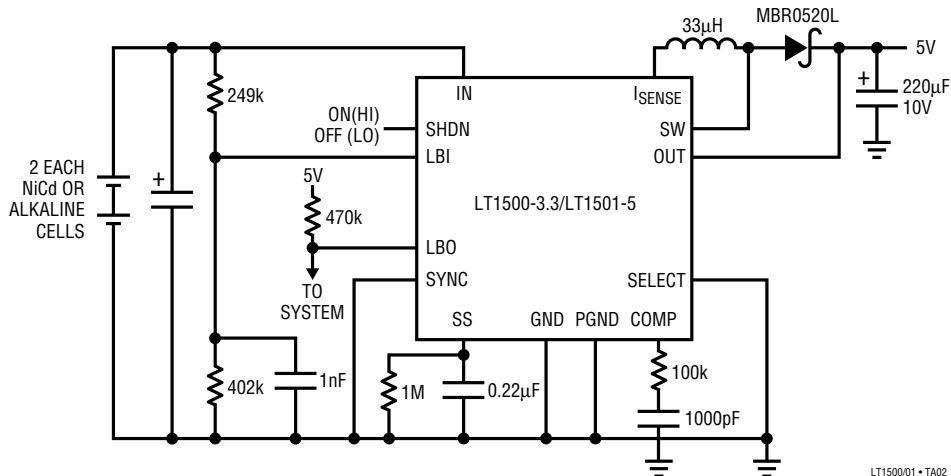 33µH
MBR0520L
5V
+
220µF
10V
249k
IN
ISENSE
ON(HI)
OFF (LO)
SHDN
SW
LBI
OUT
2 EACH
NiCd OR
ALKALINE
CELLS
+
5V
470k
LT1500-3.3/LT1501-5
LBO
TO
SYSTEM
SYNC
SELECT
SS
GND
PGND
COMP
402k
1nF
1M
0.22µF
100k
1000pF
LT1500/01 • TA02